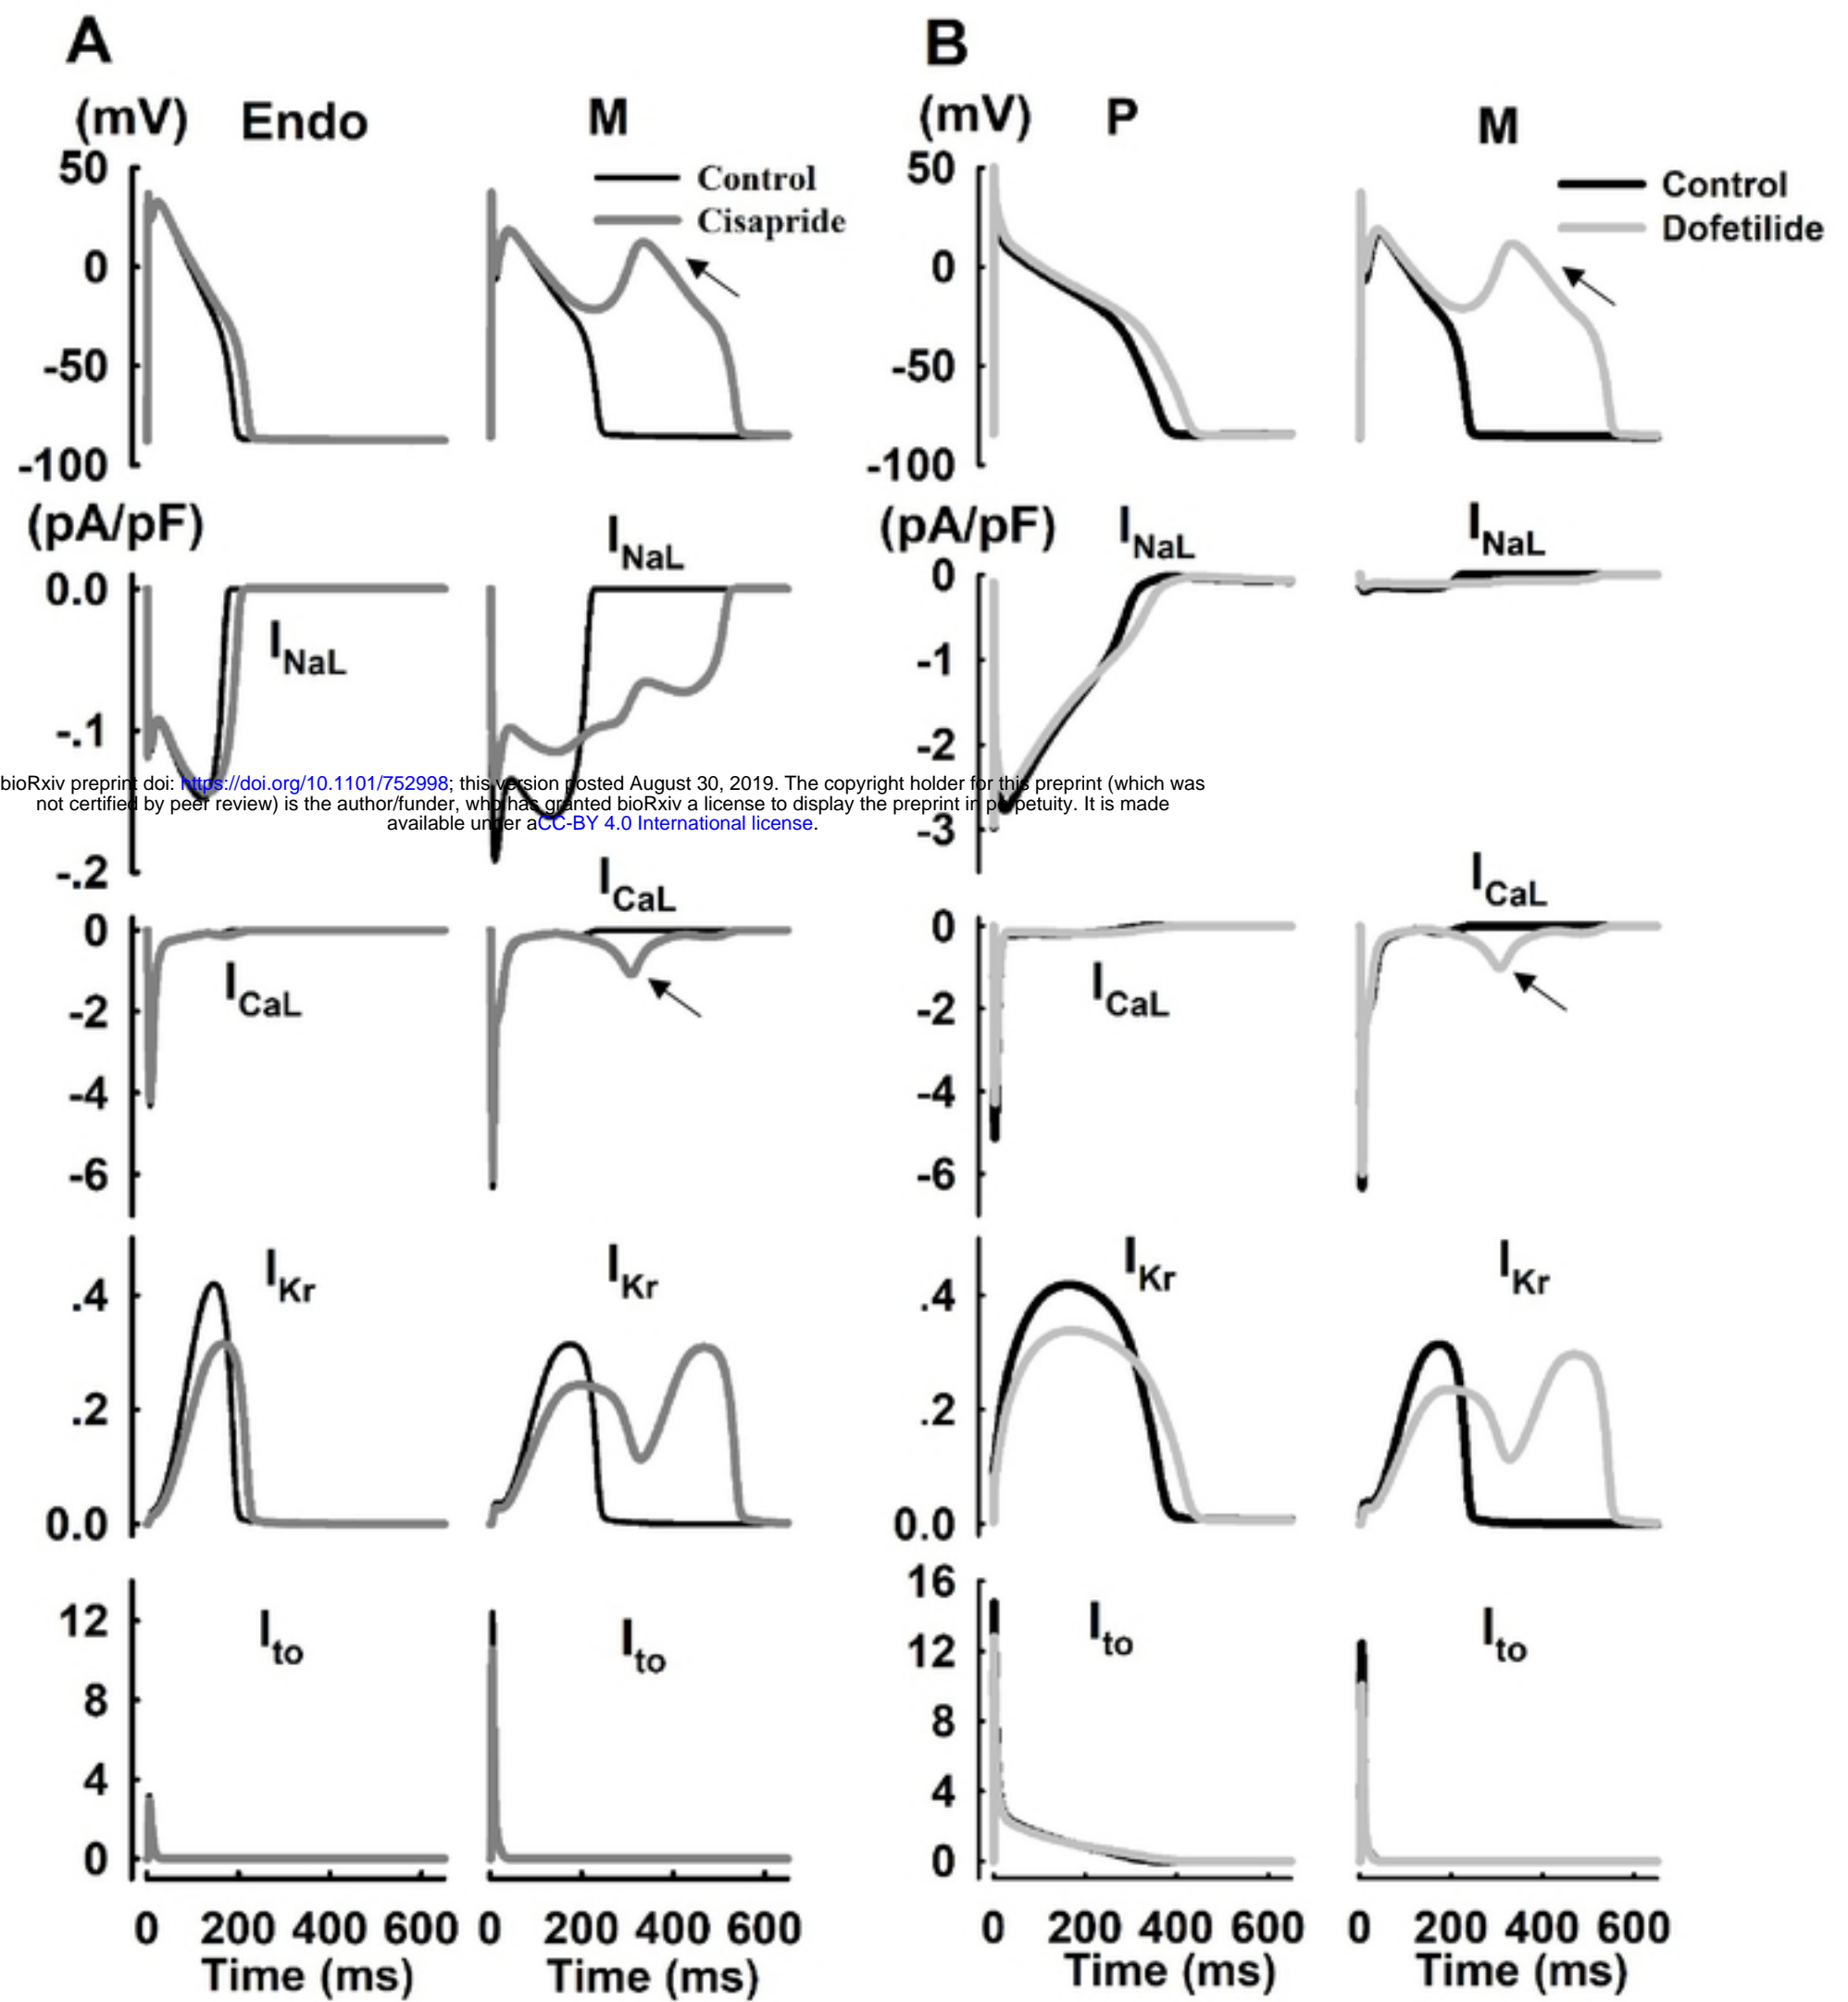 A
B
(mV) Endo M
(mV) P M
Control
Cisapride
Control
Dofetilide
50
0
-50
-100
50
0
-50
-100
(pA/pF)
INaL
INaL
(pA/pF)
INaL
INaL
0.0
-.1
-.2
0
-1
-2
-3
bioRxiv preprint doi: https://doi.org/10.1101/752998; this version posted August 30, 2019. The copyright holder for this preprint (which was
not certified by peer review) is the author/funder, who has granted bioRxiv a license to display the preprint in perpetuity. It is made
available under aCC-BY 4.0 International license.
ICaL
ICaL
ICaL
ICaL
0
-2
-4
-6
0
-2
-4
-6
IKr
IKr
IKr
IKr
.4
.2
0.0
.4
.2
0.0
Ito
Ito
Ito
Ito
12
8
4
0
16
12
8
4
0
0 200 400 600
0 200 400 600
0 200 400 600
0 200 400 600
Time (ms)
Time (ms)
Time (ms)
Time (ms)